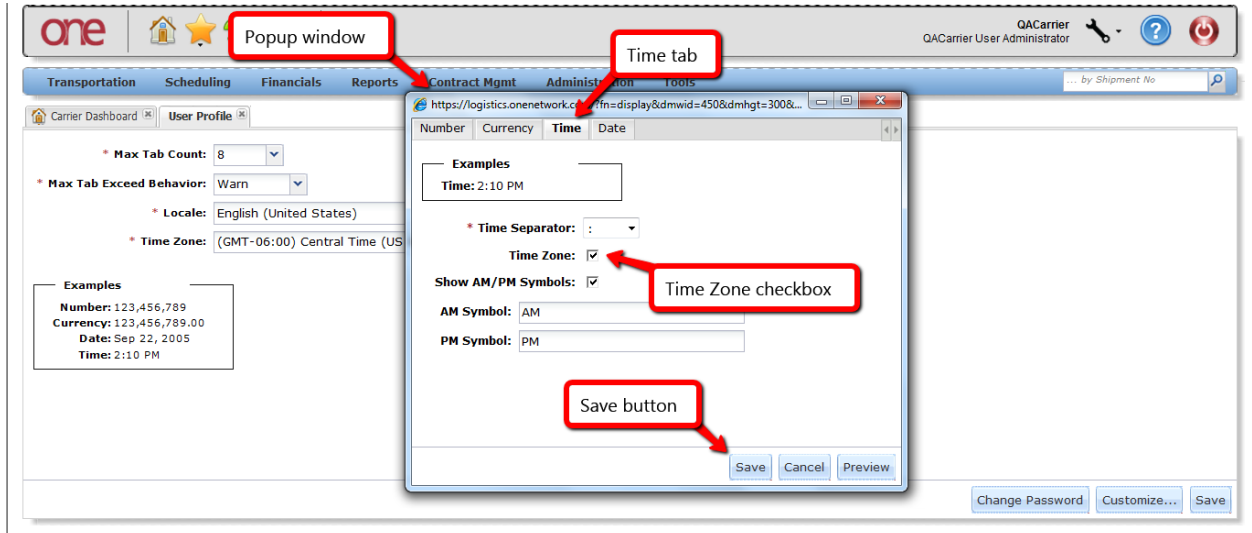 one
QACarrier
QACarrier User Administrator
?
Popup window
Time tab
Transportation Scheduling Financials Reports Contract Mgmt Administration Tools
... by Shipment No
Carrier Dashboard User Profile
* Max Tab Count: 8
* Max Tab Exceed Behavior: Warn
* Locale: English (United States)
* Time Zone: (GMT-06:00) Central Time (US
Examples
Number: 123,456,789
Currency: 123,456,789.00
Date: Sep 22, 2005
Time: 2:10 PM
https://logistics.onenetwork.co ?fn=display&dmwid=450&dmhgt=300&...
Number Currency Time Date
Examples
Time: 2:10 PM
* Time Separator: :
Time Zone:
Show AM/PM Symbols:
Time Zone checkbox
AM Symbol: AM
PM Symbol: PM
Save button
Save Cancel Preview
Change Password Customize... Save